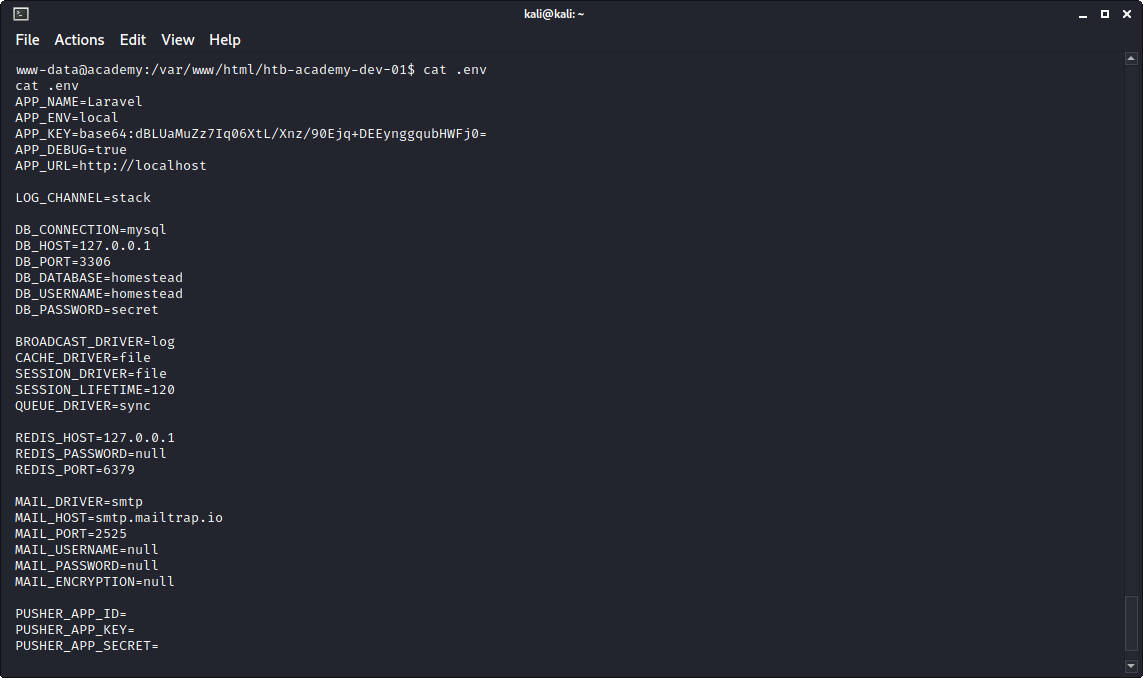 kali@kali: ~
File Actions Edit View Help
www-data@academy:/var/www/html/htb-academy-dev-01$ cat .env
cat .env
APP_NAME=Laravel
APP_ENV=local
APP_KEY=base64:dBLUaMuZz7Iq06XtL/Xnz/90Ejq+DEEynggqubHWFj0=
APP_DEBUG=true
APP_URL=http://localhost
LOG_CHANNEL=stack
DB_CONNECTION=mysql
DB_HOST=127.0.0.1
DB_PORT=3306
DB_DATABASE=homestead
DB_USERNAME=homestead
DB_PASSWORD=secret
BROADCAST_DRIVER=log
CACHE_DRIVER=file
SESSION_DRIVER=file
SESSION_LIFETIME=120
QUEUE_DRIVER=sync
REDIS_HOST=127.0.0.1
REDIS_PASSWORD=null
REDIS_PORT=6379
MAIL_DRIVER=smtp
MAIL_HOST=smtp.mailtrap.io
MAIL_PORT=2525
MAIL_USERNAME=null
MAIL_PASSWORD=null
MAIL_ENCRYPTION=null
PUSHER_APP_ID=
PUSHER_APP_KEY=
PUSHER_APP_SECRET=